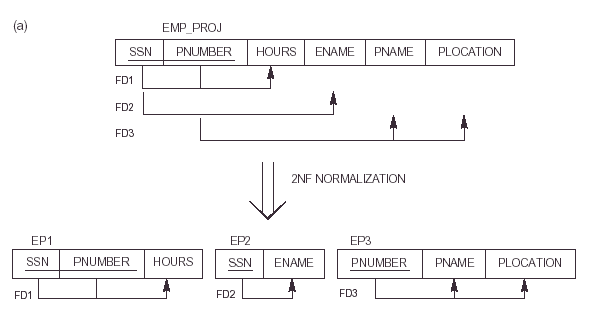 (a)
EMP_PROJ
SSN PNUMBER HOURS ENAME PNAME PLOCATION
FD1
FD2
FD3
2NF NORMALIZATION
EP1 EP2 EP3
SSN PNUMBER HOURS SSN ENAME PNUMBER PNAME PLOCATION
FD1 FD2 FD3